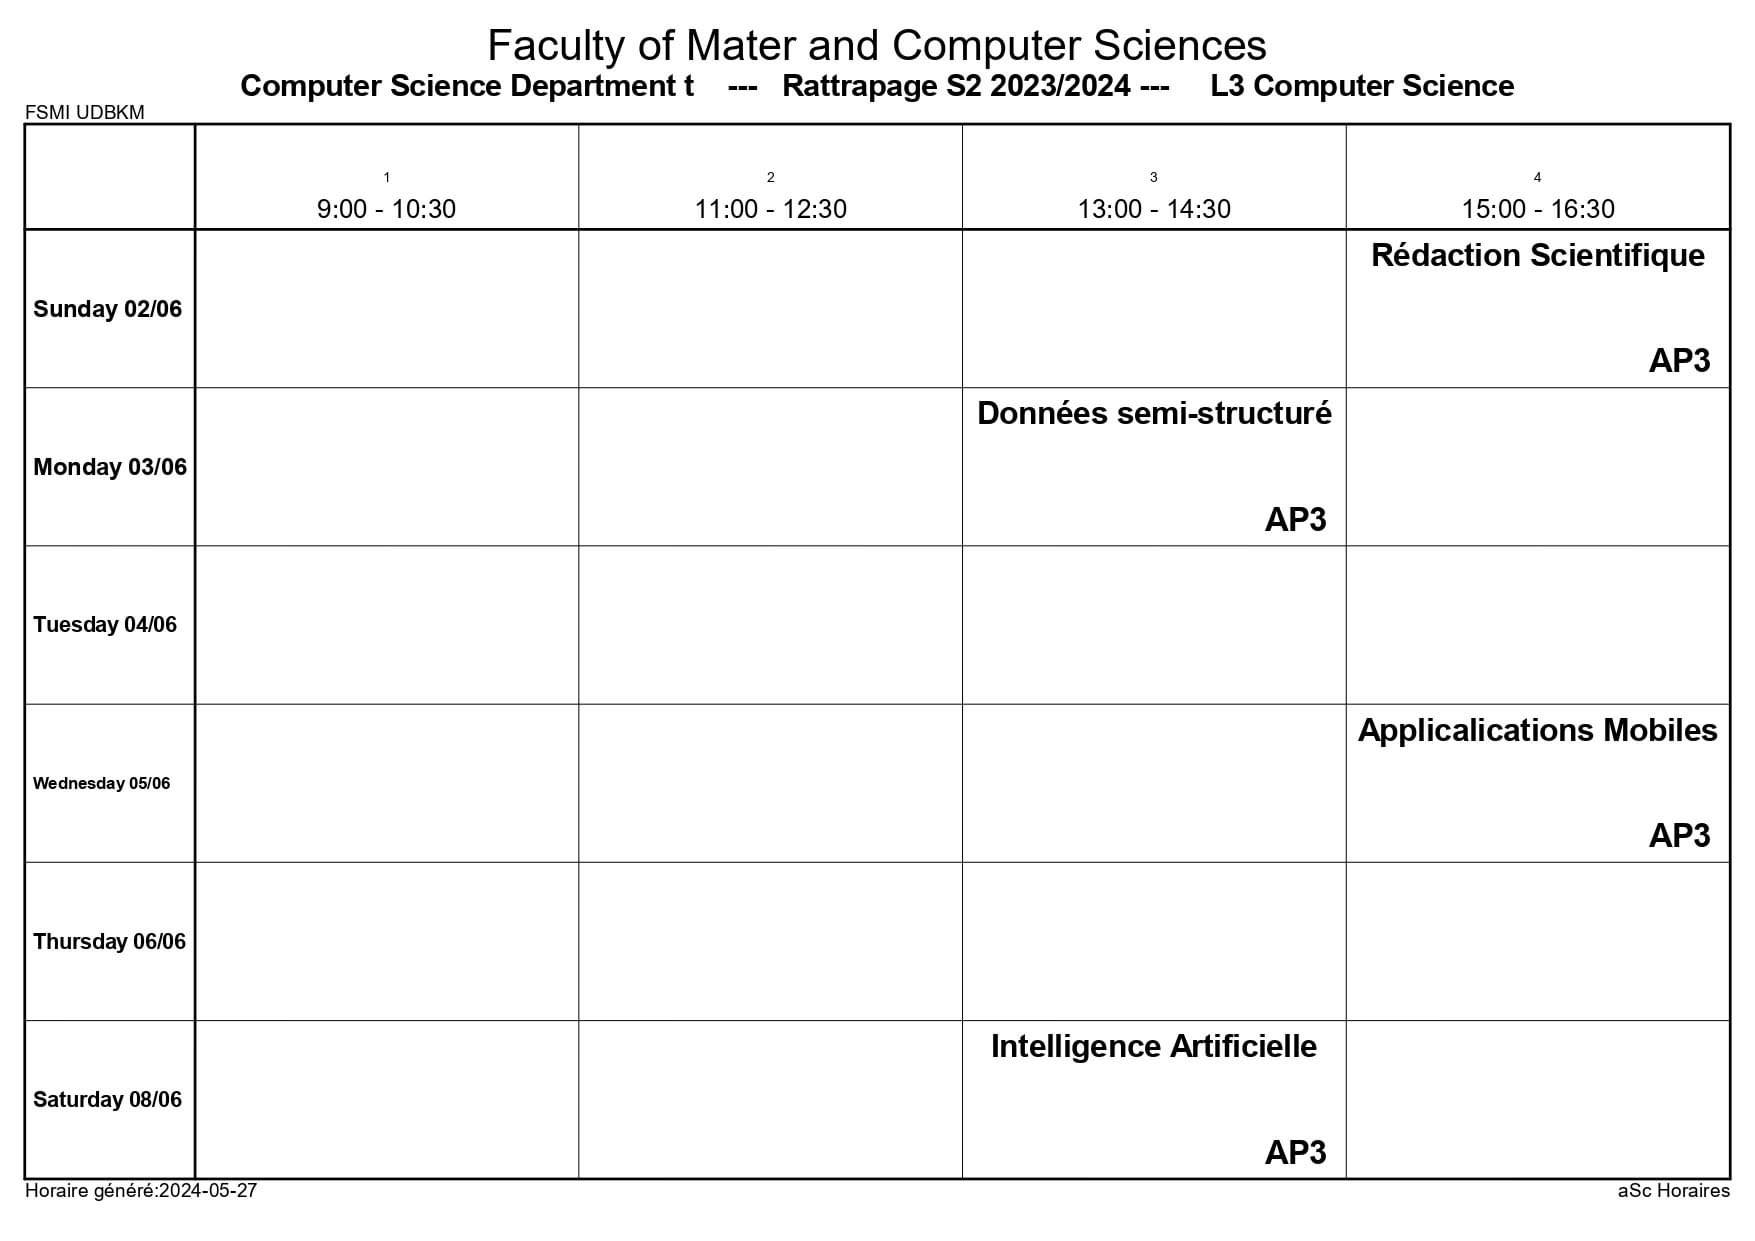 Faculty of Mater and Computer Sciences
Computer Science Department t --- Rattrapage S2 2023/2024 --- L3 Computer Science
FSMI UDBKM
1 2 3 4
9:00 - 10:30 11:00 - 12:30 13:00 - 14:30 15:00 - 16:30
Sunday 02/06
Rédaction Scientifique
AP3
Monday 03/06
Données semi-structuré
AP3
Tuesday 04/06
Wednesday 05/06
Applicalications Mobiles
AP3
Thursday 06/06
Saturday 08/06
Intelligence Artificielle
AP3
Horaire généré:2024-05-27
aSc Horaires